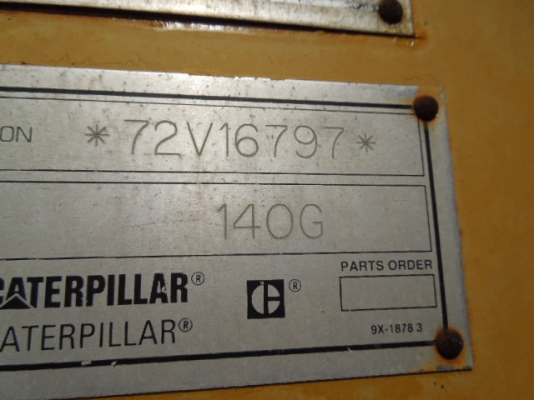 ON *72V16797*
140G
CATERPILLAR® ®
PARTS ORDER
ATERPILLAR®
9X-1878 3